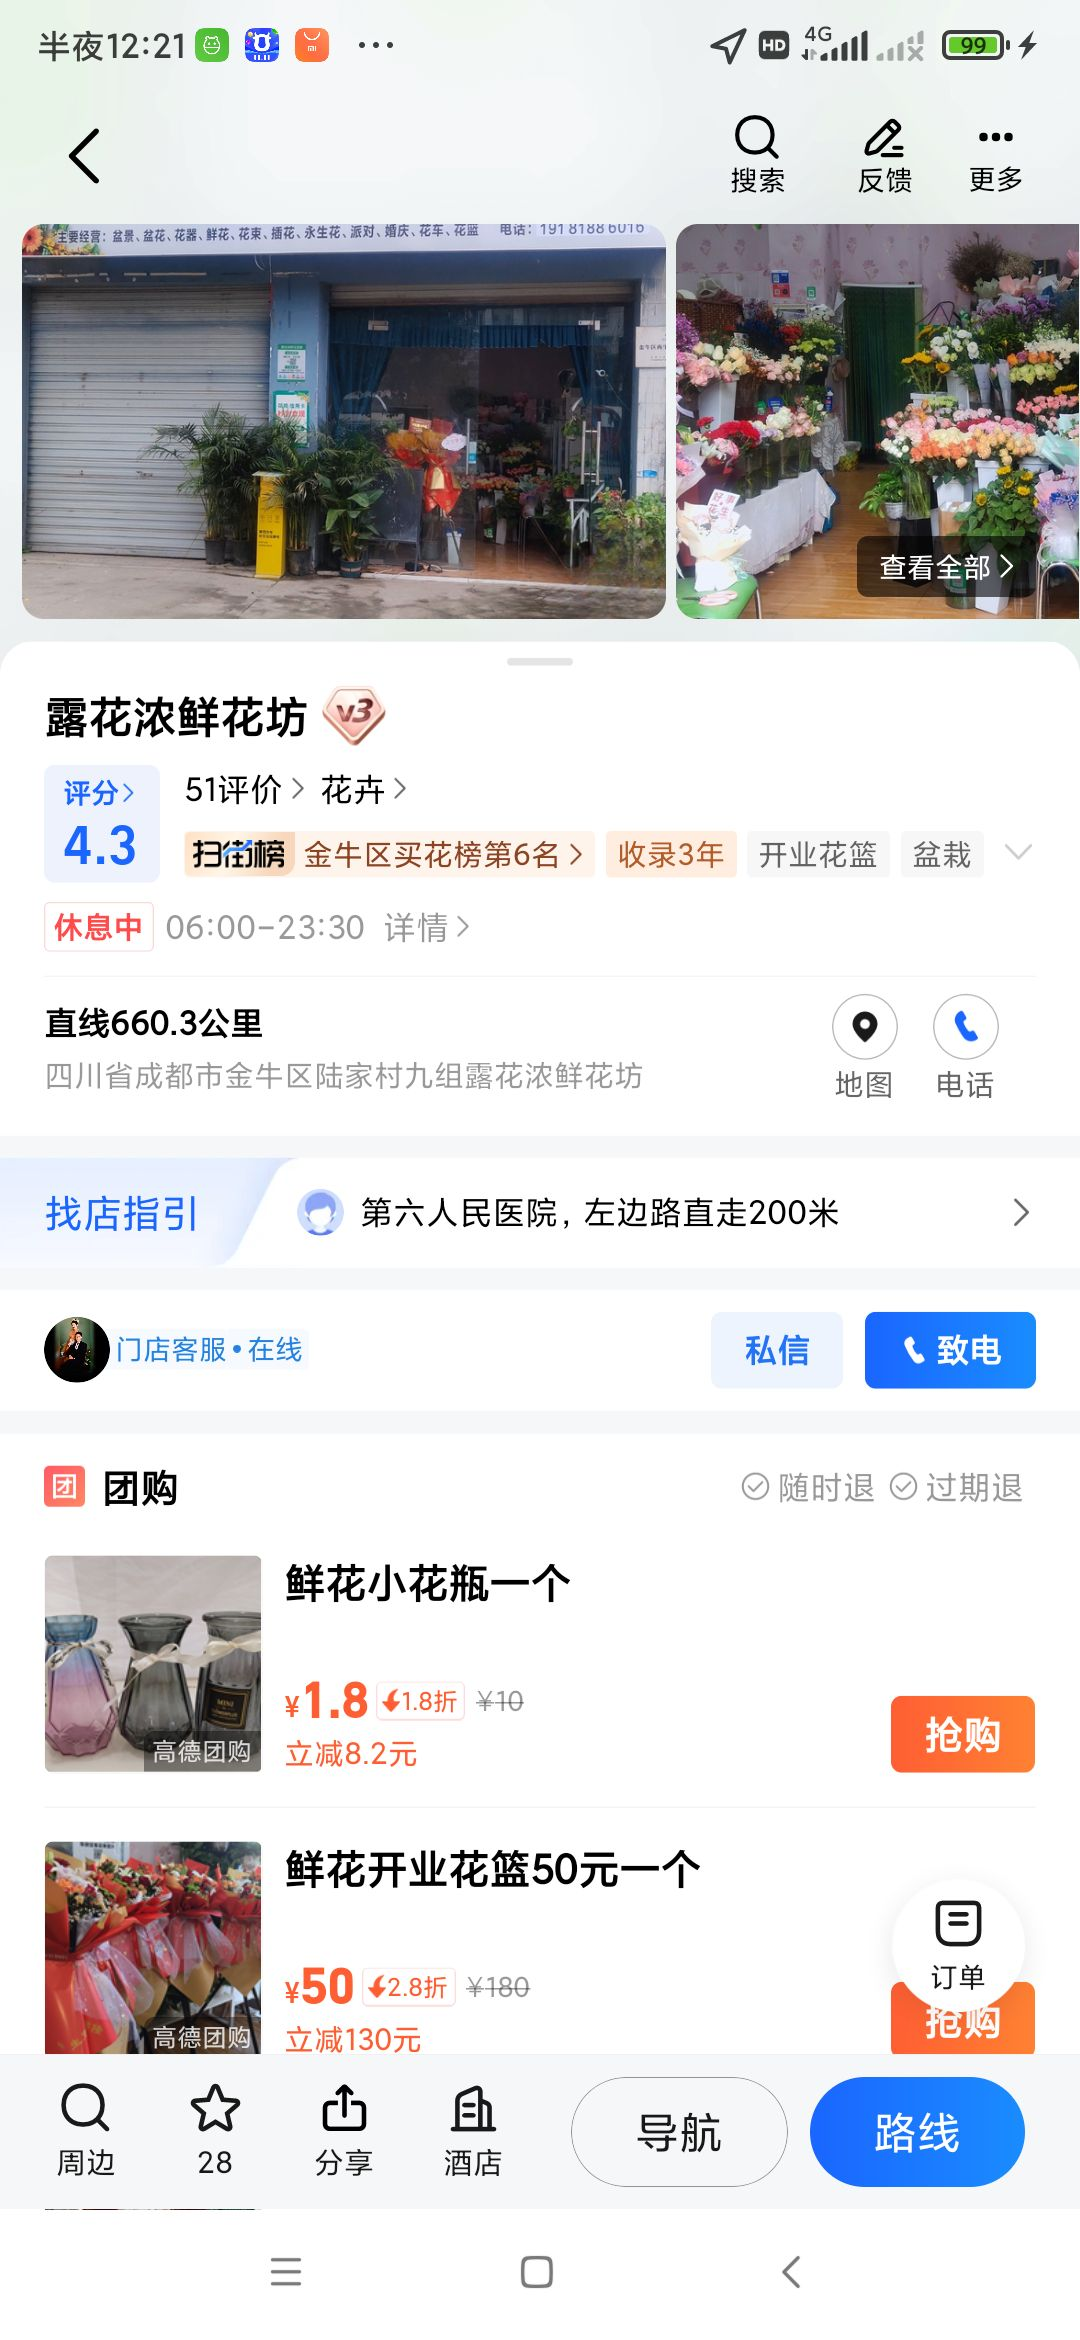 半夜12:21
HD 4G 99
搜索 反馈 更多
主要经营：盆景、盆花、花器、鲜花、花束、插花、永生花、派对、婚庆、花车、花篮 电话：191 8188 6016
查看全部
露花浓鲜花坊 V3
评分 4.3
51评价 花卉
扫街榜 金牛区买花榜第6名 收录3年 开业花篮 盆栽
休息中 06:00-23:30 详情
直线660.3公里
四川省成都市金牛区陆家村九组露花浓鲜花坊
地图 电话
找店指引 第六人民医院，左边路直走200米
门店客服·在线 私信 致电
团 团购 随时退 过期退
鲜花小花瓶一个
¥1.8 1.8折 ¥10
立减8.2元
抢购
高德团购
鲜花开业花篮50元一个
¥50 2.8折 ¥180
立减130元
抢购
高德团购
订单
周边 28 分享 酒店 导航 路线